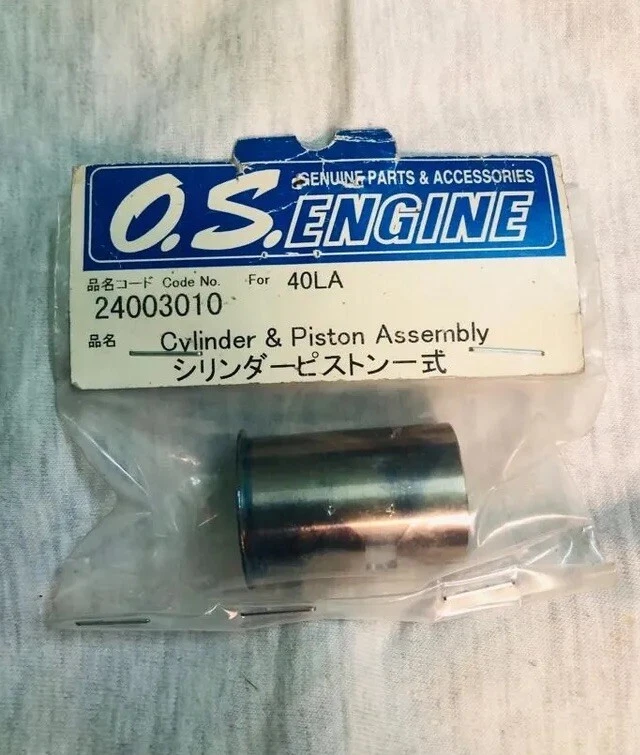 GENUINE PARTS & ACCESSORIES
O.S.ENGINE
品名コード Code No. For 40LA
24003010
品名 Cylinder & Piston Assembly
シリンダーピストン一式